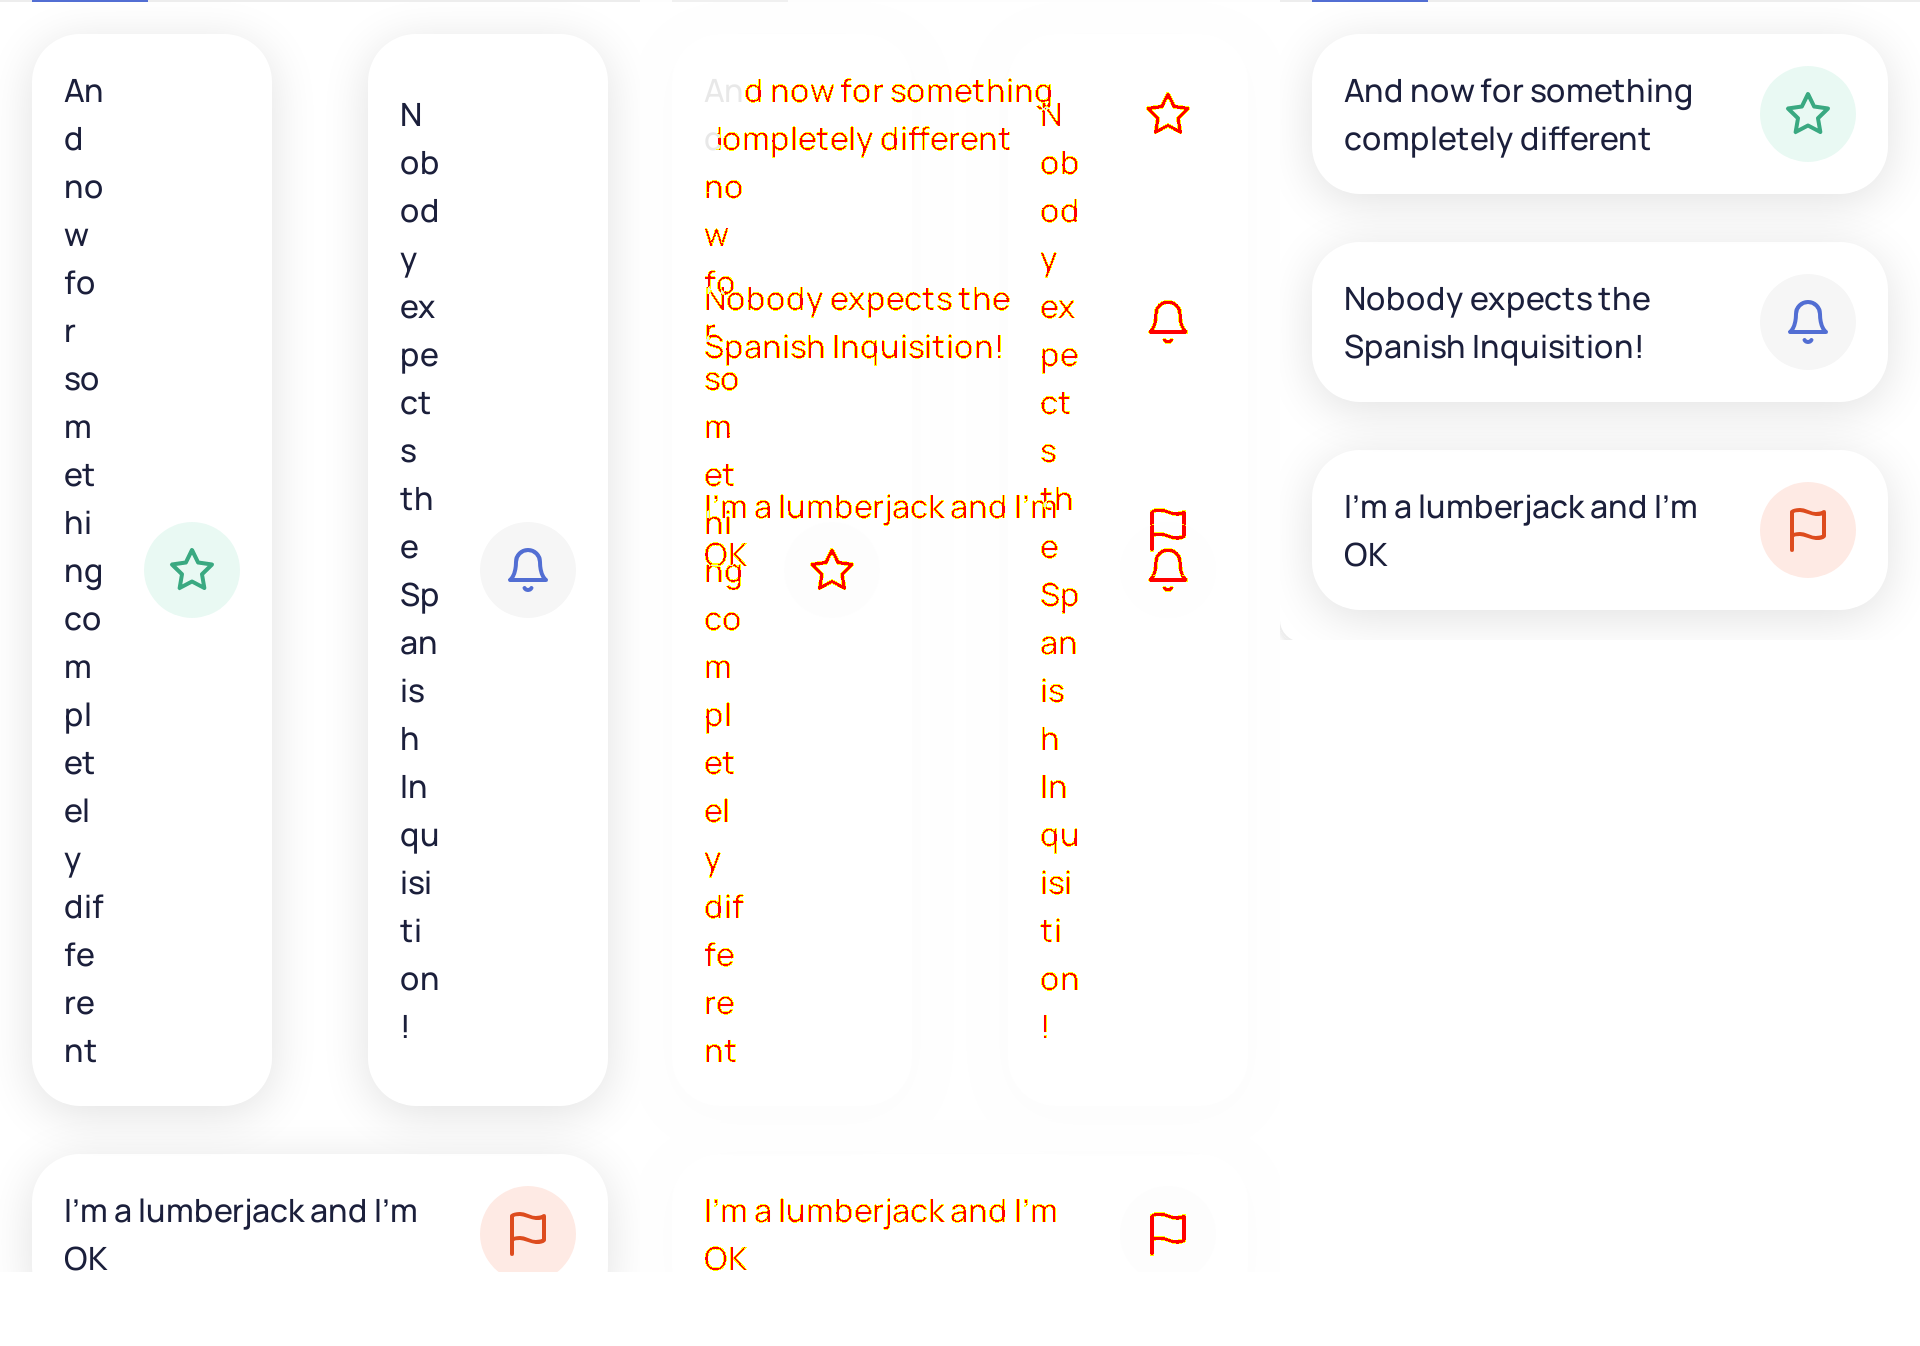 An
d
no
w
fo
r
so
m
et
hi
ng
co
m
pl
et
el
y
dif
fe
re
nt
N
ob
od
y
ex
pe
ct
s
th
e
Sp
an
is
h
In
qu
isi
ti
on
!
I’m a lumberjack and I’m
OK
And now for something
completely different
no
w
fo
r
Nobody expects the
Spanish Inquisition!
so
m
et
hi
I’m a lumberjack and I’m
OK
ng
co
m
pl
et
el
y
dif
fe
re
nt
N
ob
od
y
ex
pe
ct
s
th
e
Sp
an
is
h
In
qu
isi
ti
on
!
I’m a lumberjack and I’m
OK
And now for something
completely different
Nobody expects the
Spanish Inquisition!
I’m a lumberjack and I’m
OK